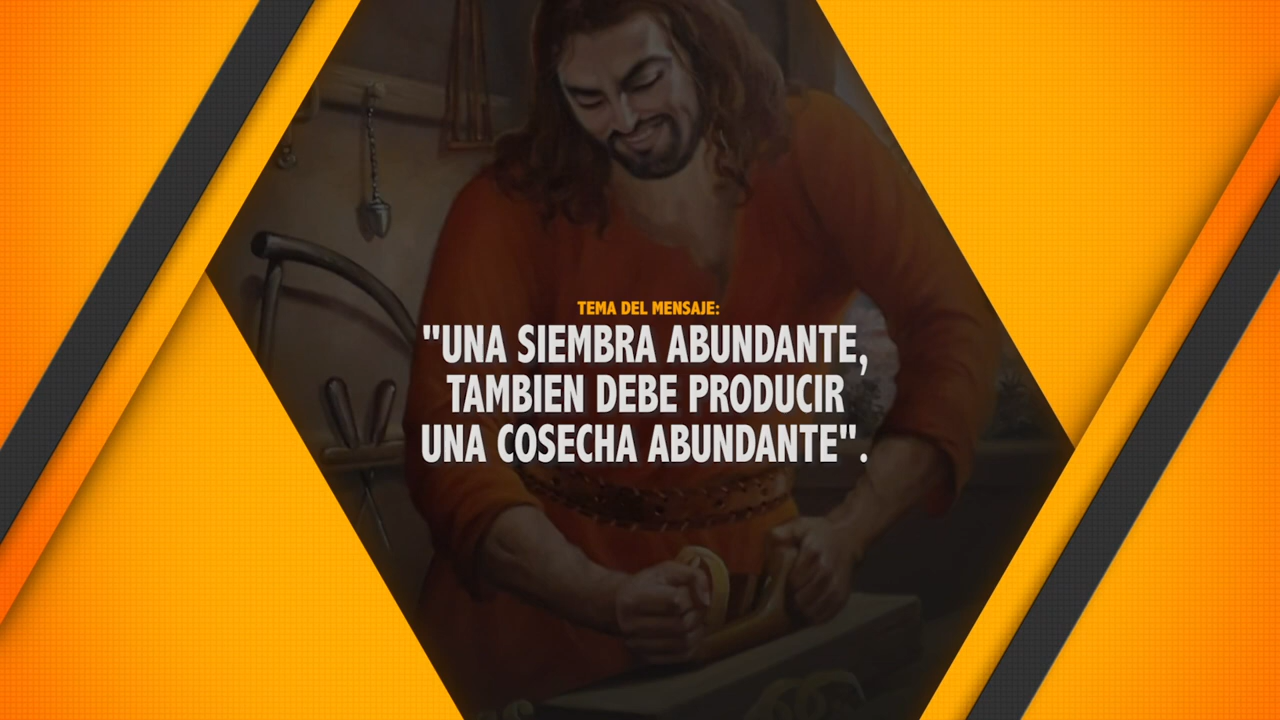 TEMA DEL MENSAJE:
"UNA SIEMBRA ABUNDANTE,
TAMBIEN DEBE PRODUCIR
UNA COSECHA ABUNDANTE".